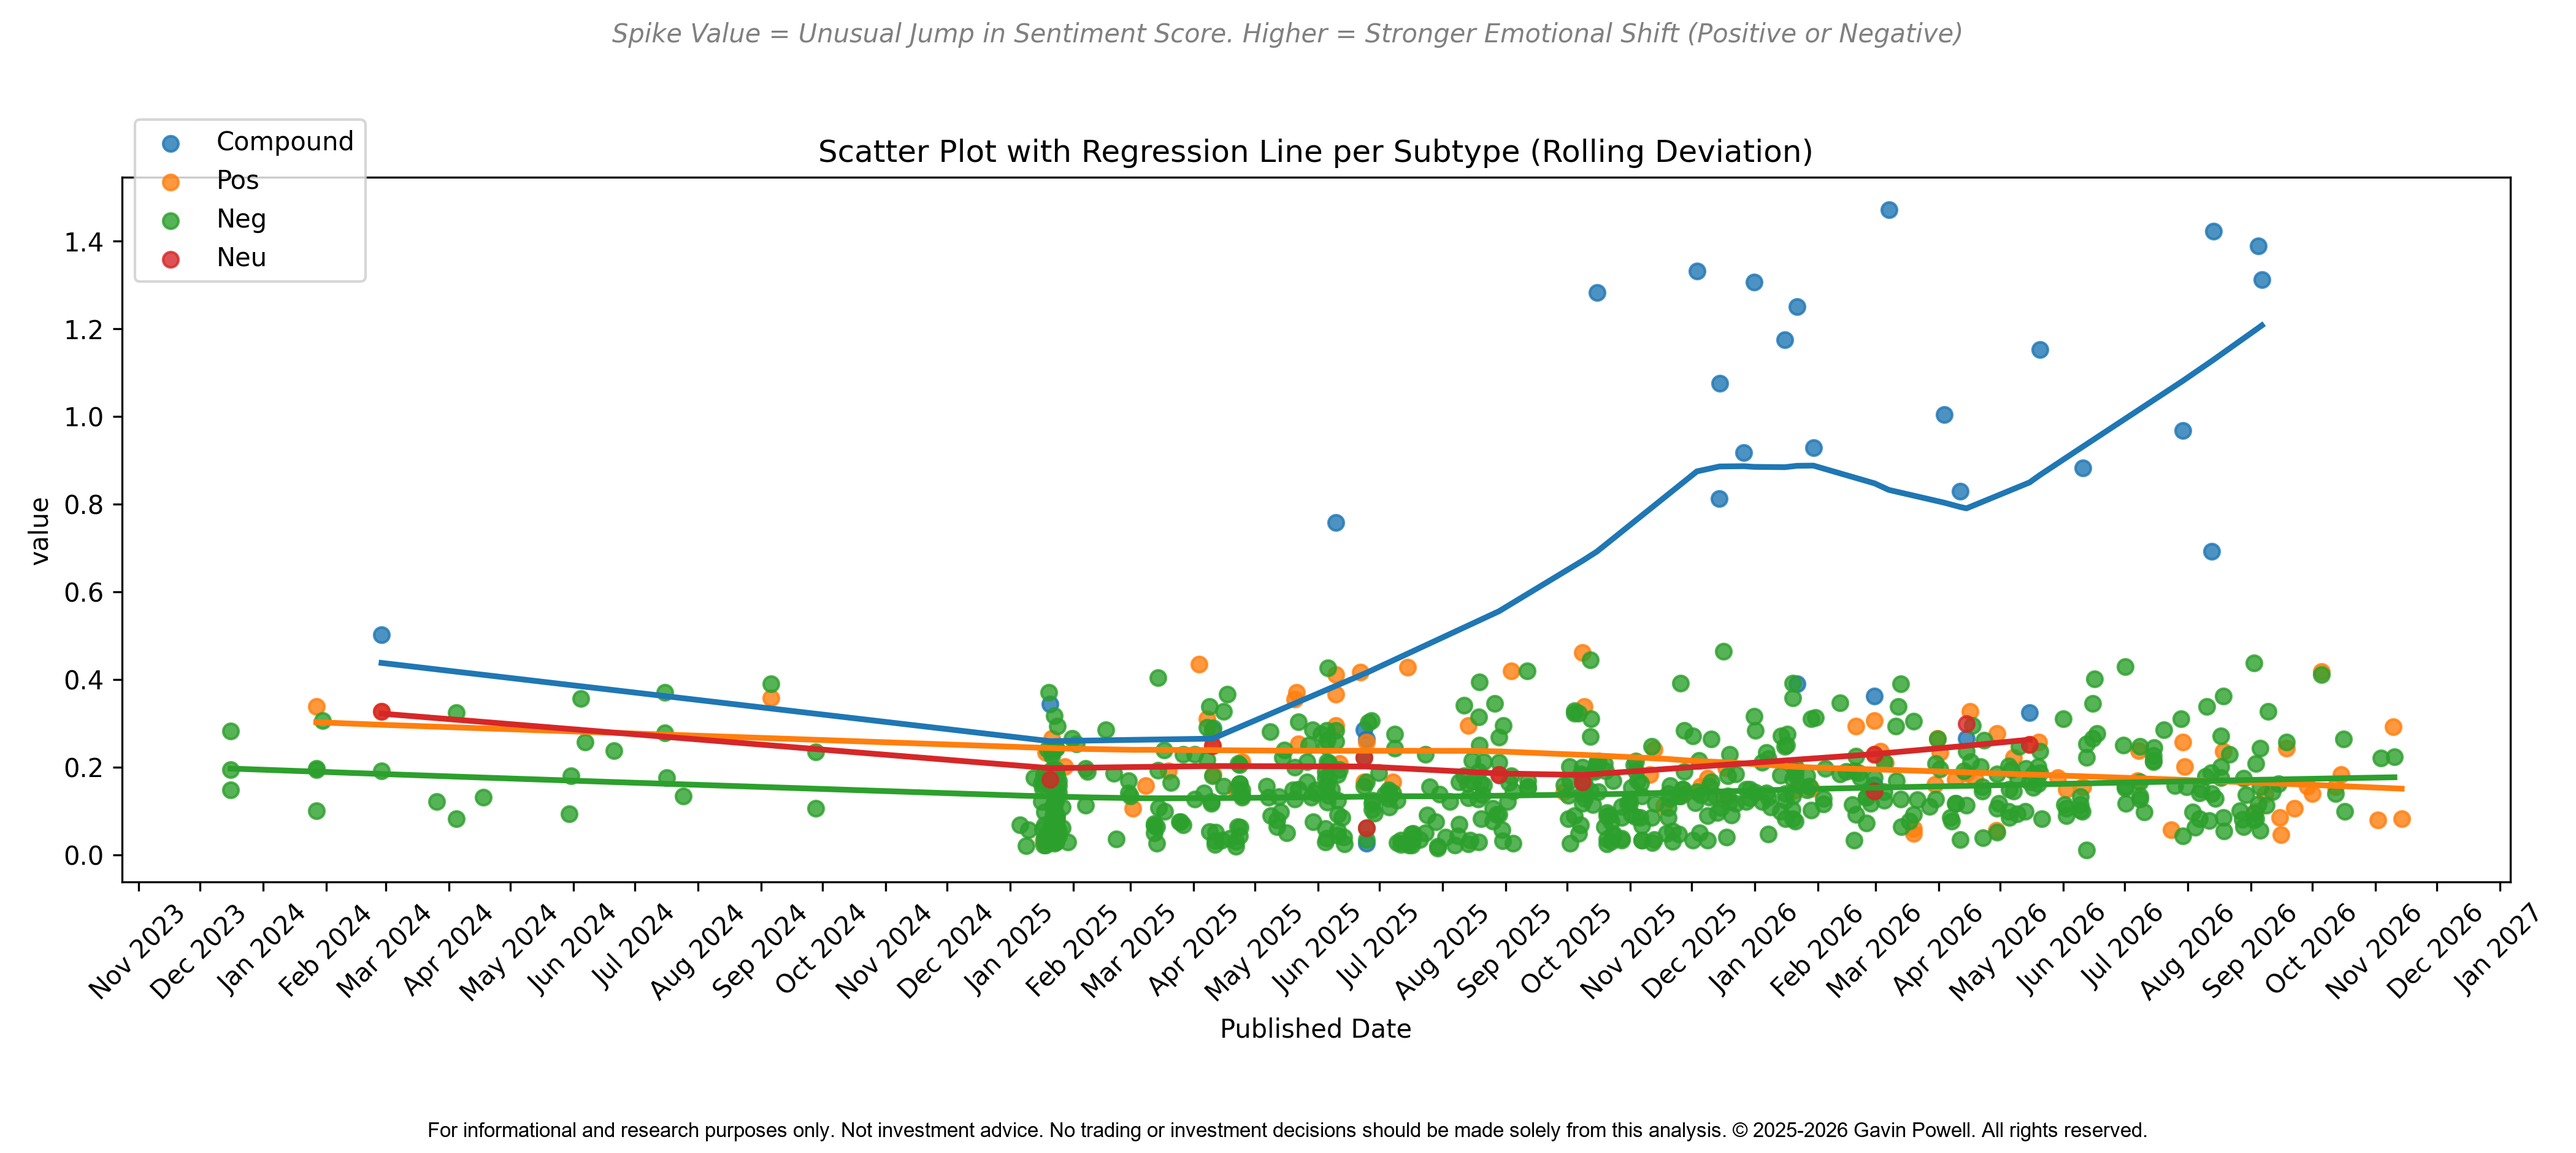 Spike Value = Unusual Jump in Sentiment Score. Higher = Stronger Emotional Shift (Positive or Negative)
Scatter Plot with Regression Line per Subtype (Rolling Deviation)
Compound
Pos
Neg
Neu
value
1.4
1.2
1.0
0.8
0.6
0.4
0.2
0.0
Nov 2023
Dec 2023
Jan 2024
Feb 2024
Mar 2024
Apr 2024
May 2024
Jun 2024
Jul 2024
Aug 2024
Sep 2024
Oct 2024
Nov 2024
Dec 2024
Jan 2025
Feb 2025
Mar 2025
Apr 2025
May 2025
Jun 2025
Jul 2025
Aug 2025
Sep 2025
Oct 2025
Nov 2025
Dec 2025
Jan 2026
Feb 2026
Mar 2026
Apr 2026
May 2026
Jun 2026
Jul 2026
Aug 2026
Sep 2026
Oct 2026
Nov 2026
Dec 2026
Jan 2027
Published Date
For informational and research purposes only. Not investment advice. No trading or investment decisions should be made solely from this analysis. © 2025-2026 Gavin Powell. All rights reserved.